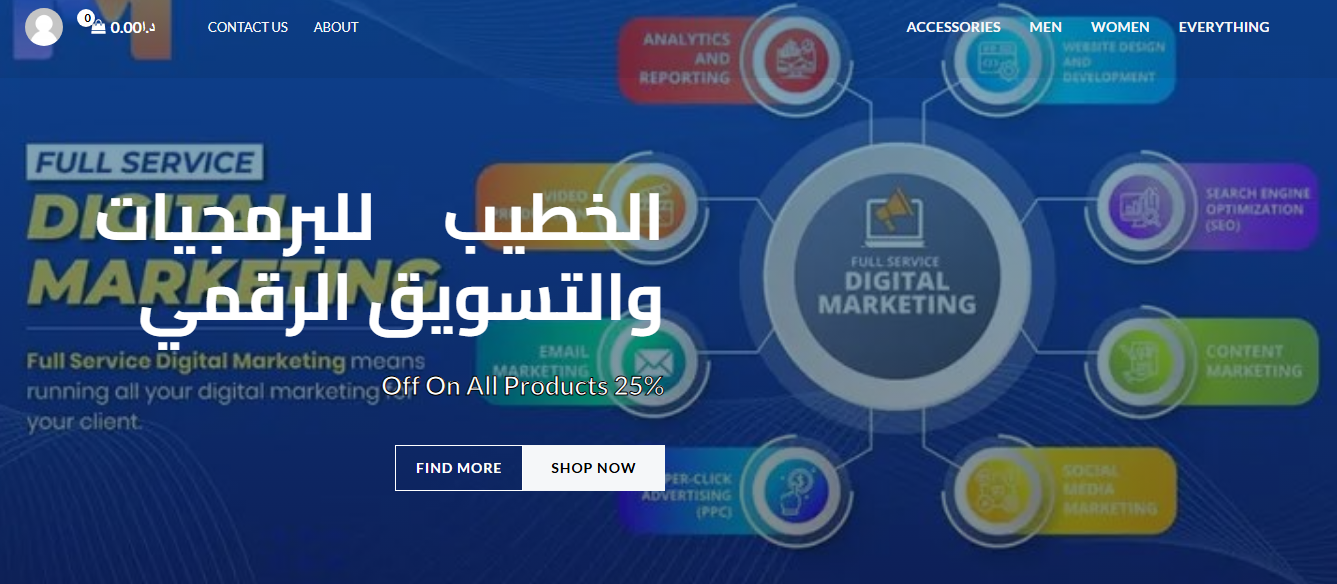 0
0.00د.ا
CONTACT US
ABOUT
ACCESSORIES
MEN
WOMEN
EVERYTHING
FULL SERVICE
DIGITAL
MARKETING
Full Service Digital Marketing means
running all your digital marketing for
your client.
الخطيب للبرمجيات
والتسويق الرقمي
Off On All Products 25%
FIND MORE
SHOP NOW
ANALYTICS
AND
REPORTING
WEBSITE DESIGN
AND
DEVELOPMENT
VIDEO
SEARCH ENGINE
OPTIMIZATION
(SEO)
FULL SERVICE
DIGITAL
MARKETING
EMAIL
MARKETING
CONTENT
MARKETING
PER-CLICK
ADVERTISING
(PPC)
SOCIAL
MEDIA
MARKETING